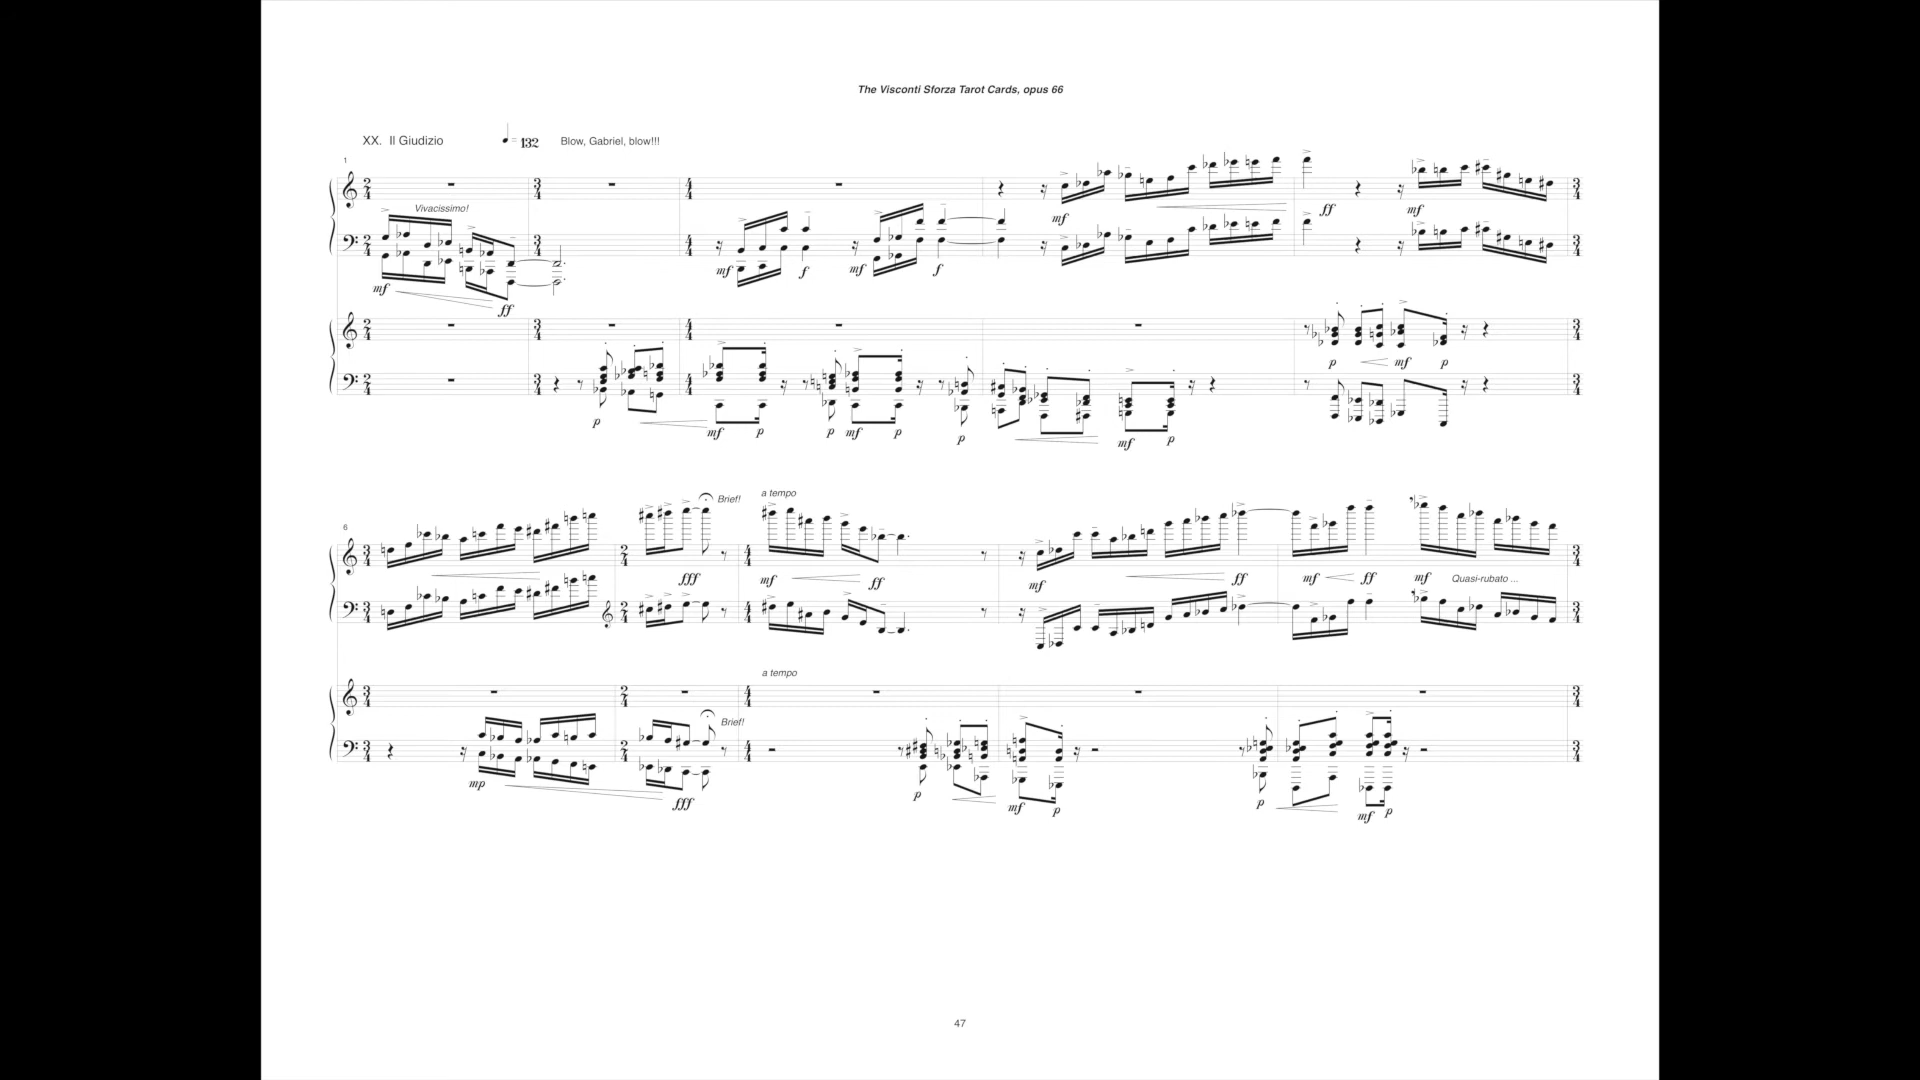 The Visconti Sforza Tarot Cards, opus 66
XX. Il Giudizio ♩ = 132 Blow, Gabriel, blow!!!
1
Vivacissimo!
mf ff
mf f mf f
mf ff mf
p mf p p mf p p mf p
p mf p
6
Brief! a tempo
fff mf ff mf ff mf ff mf Quasi-rubato ...
a tempo
Brief!
mp fff p mf p p mf p
47